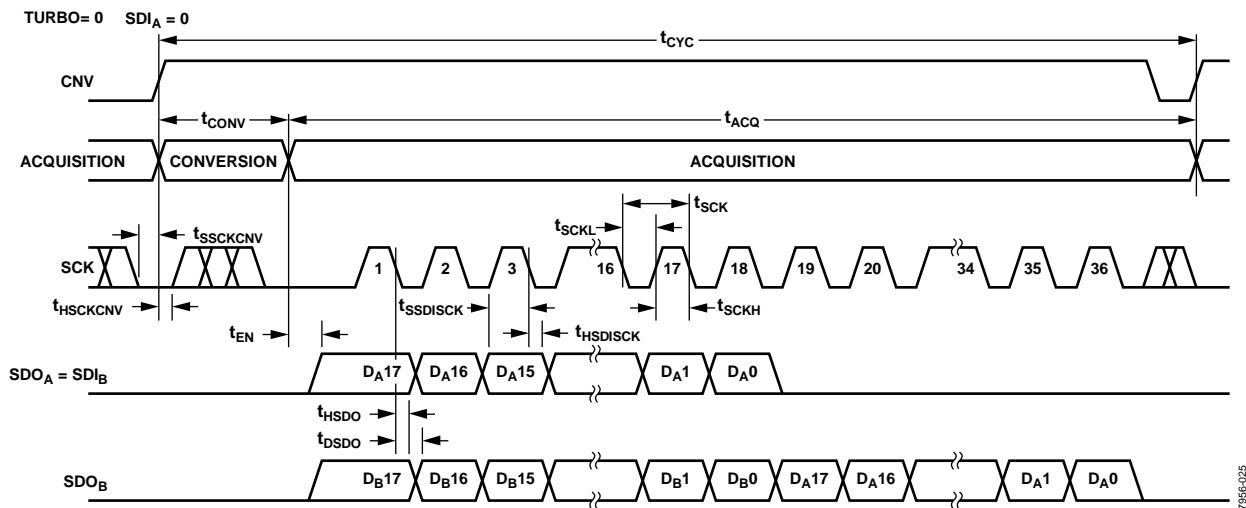 TURBO= 0 SDIA = 0
tCYC
CNV
tCONV
tACQ
ACQUISITION
CONVERSION
ACQUISITION
tSCK
tSCKL
tSSCKCNV
SCK
1
2
3
16
17
18
19
20
34
35
36
tHSCKCNV
tSSDISCK
tSCKH
tEN
tHSDISCK
SDOA = SDIB
DA17
DA16
DA15
DA1
DA0
tHSDO
tDSDO
SDOB
DB17
DB16
DB15
DB1
DB0
DA17
DA16
DA1
DA0
7956-025